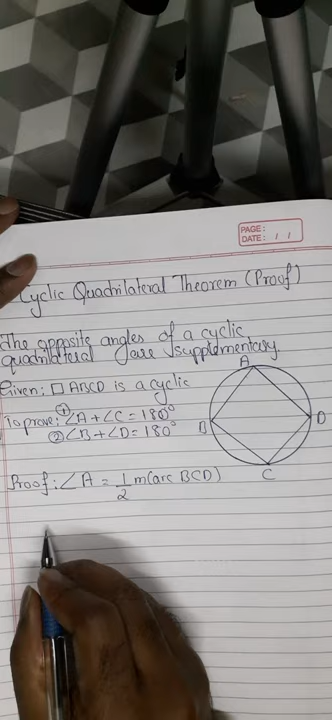 PAGE:
DATE: / /
Cyclic Quadrilateral Theorem (Proof)
The opposite angles of a cyclic
quadrilateral are supplementary
Given: □ ABCD is a cyclic
To prove: ① ∠A + ∠C = 180°
② ∠B + ∠D = 180°
A
B
D
C
Proof: ∠A = 1/2 m(arc BCD)